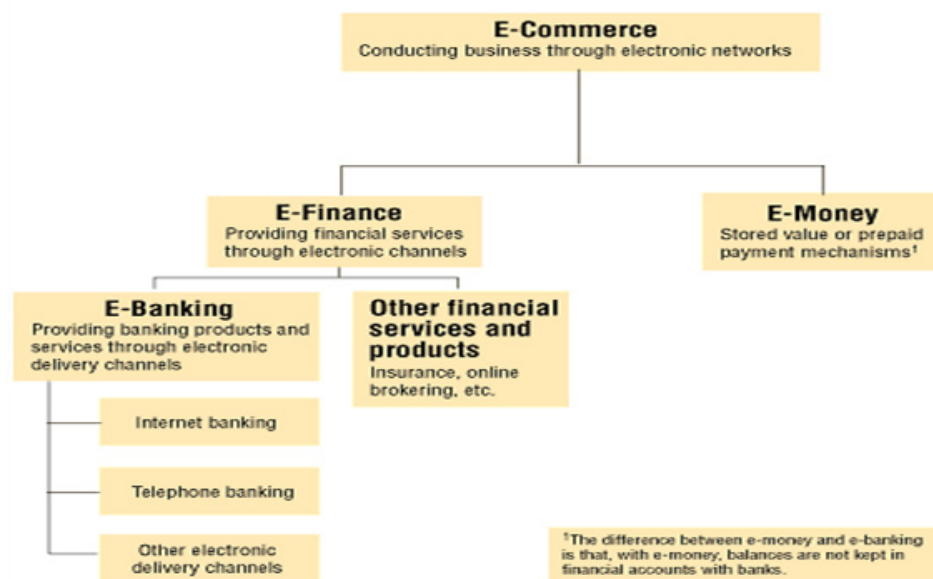 E-Commerce
Conducting business through electronic networks
E-Finance
Providing financial services
through electronic channels
E-Money
Stored value or prepaid
payment mechanisms¹
E-Banking
Providing banking products and
services through electronic
delivery channels
Other financial
services and
products
Insurance, online
brokering, etc.
Internet banking
Telephone banking
Other electronic
delivery channels
¹The difference between e-money and e-banking
is that, with e-money, balances are not kept in
financial accounts with banks.